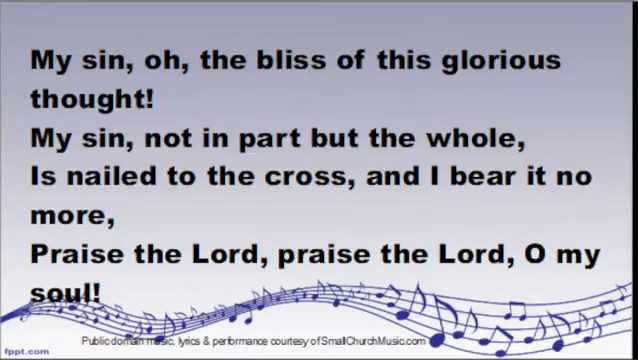 My sin, oh, the bliss of this glorious
thought!
My sin, not in part but the whole,
Is nailed to the cross, and I bear it no
more,
Praise the Lord, praise the Lord, O my
soul!
Public domain music, lyrics & performance courtesy of SmallChurchMusic.com
fppt.com